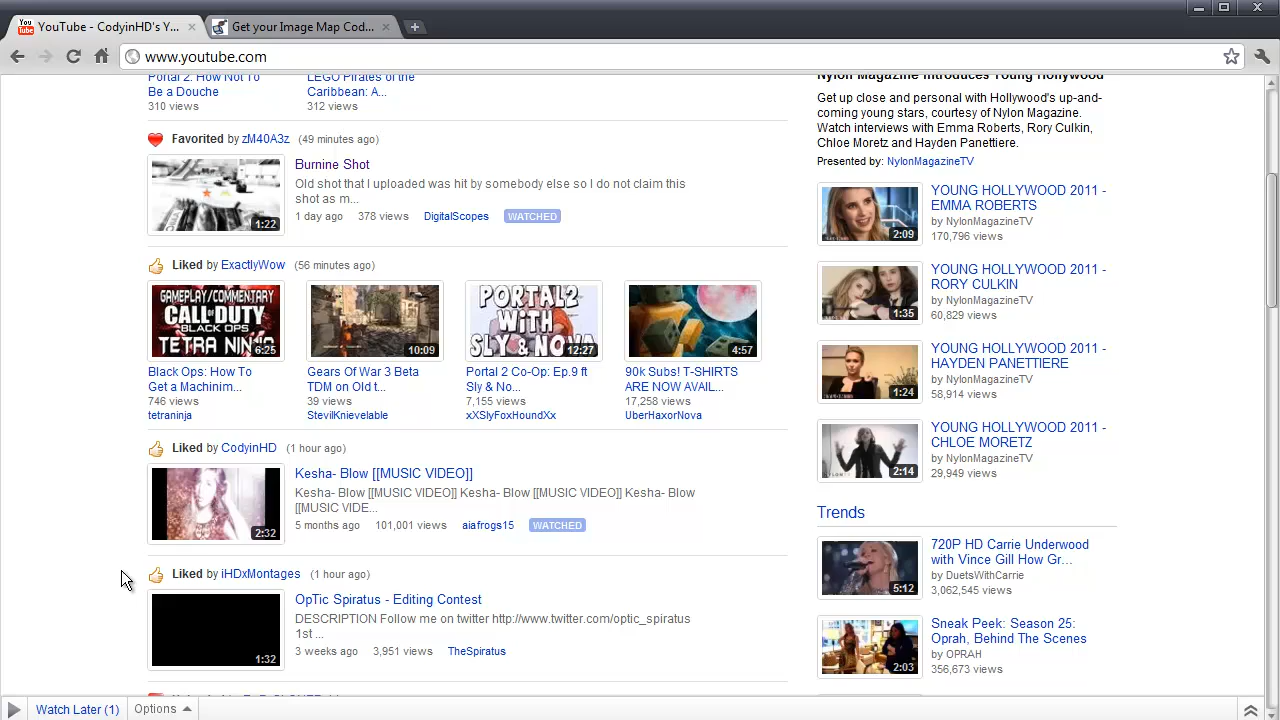 YouTube - CodyinHD's Y...
Get your Image Map Cod...
www.youtube.com
Portal 2: How Not To
Be a Douche
310 views
LEGO Pirates of the
Caribbean: A...
312 views
Favorited by zM40A3z (49 minutes ago)
1:22
Burnine Shot
Old shot that I uploaded was hit by somebody else so I do not claim this
shot as m...
1 day ago 378 views DigitalScopes WATCHED
Liked by ExactlyWow (56 minutes ago)
GAMEPLAY/COMMENTARY
CALL OF DUTY
BLACK OPS
TETRA NINJA
6:25
Black Ops: How To
Get a Machinim...
746 views
tetraninja
10:09
Gears Of War 3 Beta
TDM on Old t...
39 views
StevilKnievelable
PORTAL2
WiTH
SLY & NOVA
12:27
Portal 2 Co-Op: Ep.9 ft
Sly & No...
7,155 views
xXSlyFoxHoundXx
4:57
90k Subs! T-SHIRTS
ARE NOW AVAIL...
17,258 views
UberHaxorNova
Liked by CodyinHD (1 hour ago)
2:32
Kesha- Blow [[MUSIC VIDEO]]
Kesha- Blow [[MUSIC VIDEO]] Kesha- Blow [[MUSIC VIDEO]] Kesha- Blow
[[MUSIC VIDE...
5 months ago 101,001 views aiafrogs15 WATCHED
Liked by iHDxMontages (1 hour ago)
1:32
OpTic Spiratus - Editing Contest
DESCRIPTION Follow me on twitter http://www.twitter.com/optic_spiratus
1st ...
3 weeks ago 3,951 views TheSpiratus
Nylon Magazine Introduces Young Hollywood
Get up close and personal with Hollywood's up-and-
coming young stars, courtesy of Nylon Magazine.
Watch interviews with Emma Roberts, Rory Culkin,
Chloe Moretz and Hayden Panettiere.
Presented by: NylonMagazineTV
2:09
YOUNG HOLLYWOOD 2011 -
EMMA ROBERTS
by NylonMagazineTV
170,796 views
1:35
YOUNG HOLLYWOOD 2011 -
RORY CULKIN
by NylonMagazineTV
60,829 views
1:24
YOUNG HOLLYWOOD 2011 -
HAYDEN PANETTIERE
by NylonMagazineTV
58,914 views
2:14
YOUNG HOLLYWOOD 2011 -
CHLOE MORETZ
by NylonMagazineTV
29,949 views
Trends
5:12
720P HD Carrie Underwood
with Vince Gill How Gr...
by DuetsWithCarrie
3,062,545 views
2:03
Sneak Peek: Season 25:
Oprah, Behind The Scenes
by OPRAH
356,673 views
Watch Later (1)
Options